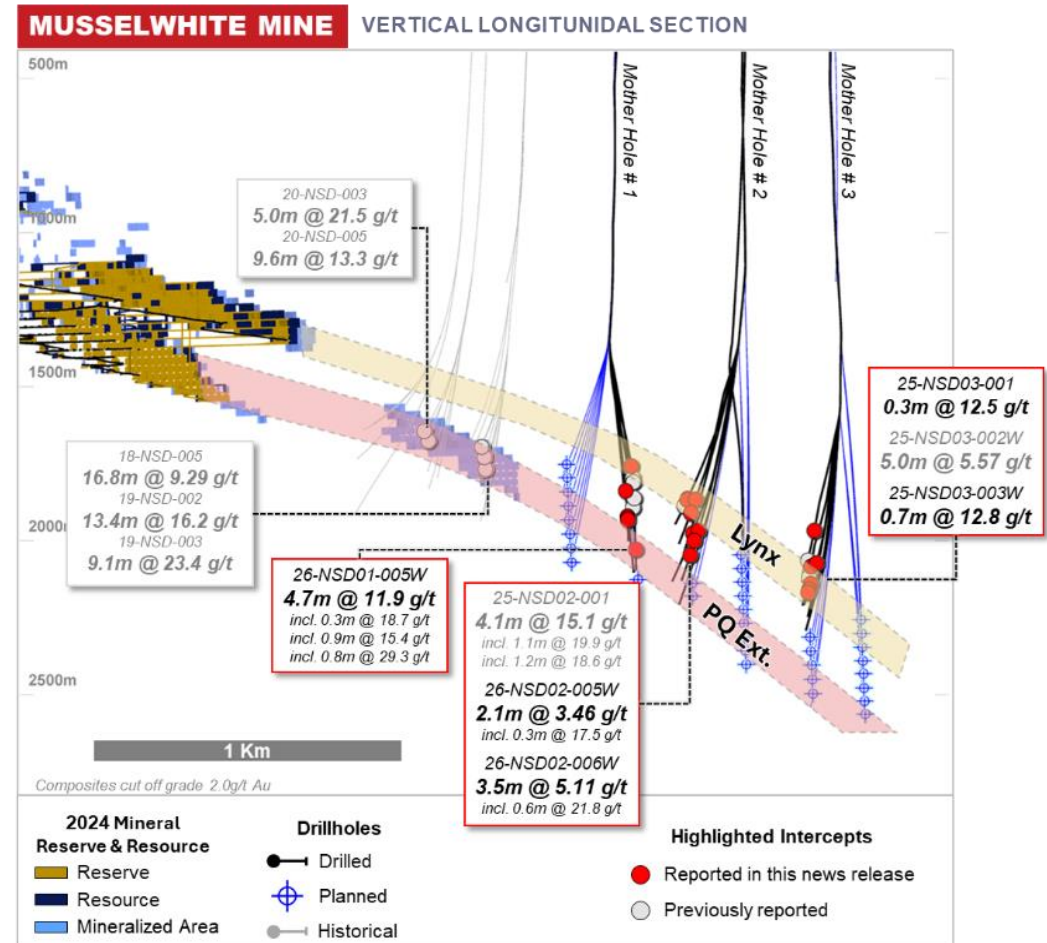 MUSSELWHITE MINE
VERTICAL LONGITUNIDAL SECTION
500m
1000m
1500m
2000m
2500m
Mother Hole # 1
Mother Hole # 2
Mother Hole # 3
20-NSD-003
5.0m @ 21.5 g/t
20-NSD-005
9.6m @ 13.3 g/t
18-NSD-005
16.8m @ 9.29 g/t
19-NSD-002
13.4m @ 16.2 g/t
19-NSD-003
9.1m @ 23.4 g/t
25-NSD03-001
0.3m @ 12.5 g/t
25-NSD03-002W
5.0m @ 5.57 g/t
25-NSD03-003W
0.7m @ 12.8 g/t
Lynx
PQ Ext.
26-NSD01-005W
4.7m @ 11.9 g/t
incl. 0.3m @ 18.7 g/t
incl. 0.9m @ 15.4 g/t
incl. 0.8m @ 29.3 g/t
25-NSD02-001
4.1m @ 15.1 g/t
incl. 1.1m @ 19.9 g/t
incl. 1.2m @ 18.6 g/t
26-NSD02-005W
2.1m @ 3.46 g/t
incl. 0.3m @ 17.5 g/t
26-NSD02-006W
3.5m @ 5.11 g/t
incl. 0.6m @ 21.8 g/t
1 Km
Composites cut off grade 2.0g/t Au
2024 Mineral
Reserve & Resource
Reserve
Resource
Mineralized Area
Drillholes
Drilled
Planned
Historical
Highlighted Intercepts
Reported in this news release
Previously reported